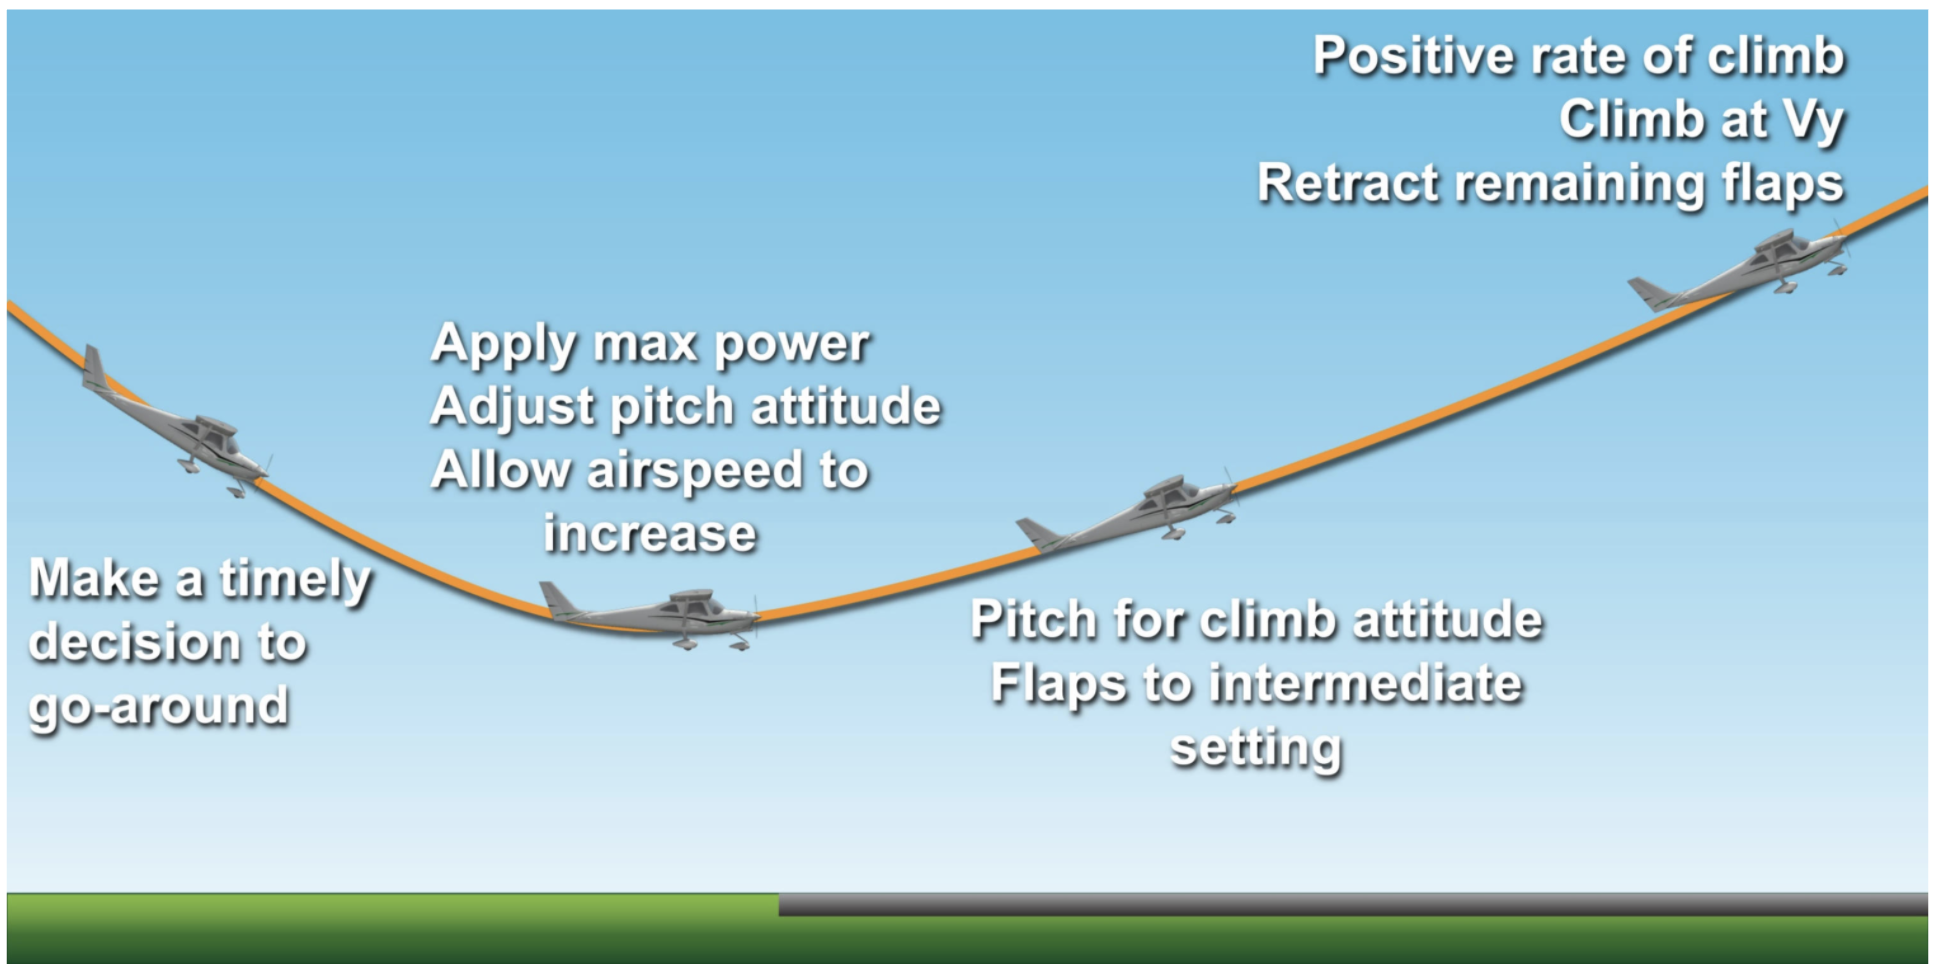 Make a timely
decision to
go-around
Apply max power
Adjust pitch attitude
Allow airspeed to
increase
Pitch for climb attitude
Flaps to intermediate
setting
Positive rate of climb
Climb at Vy
Retract remaining flaps